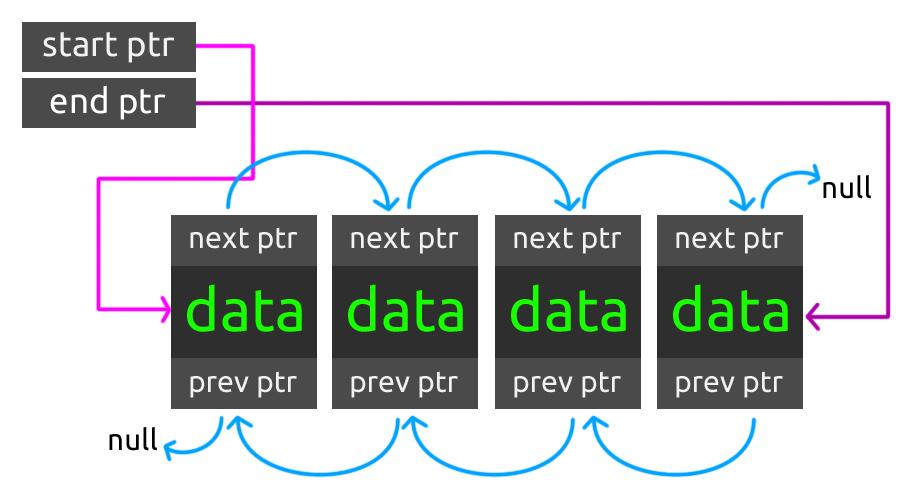 start ptr
end ptr
null
next ptr next ptr next ptr next ptr
data data data data
prev ptr prev ptr prev ptr prev ptr
null